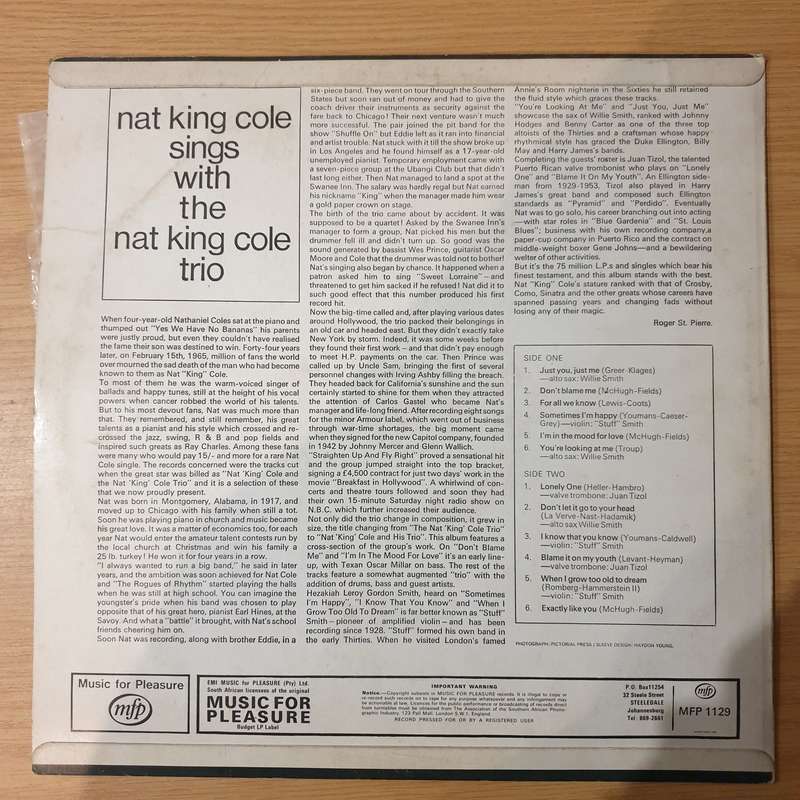 nat king cole
sings
with
the
nat king cole
trio
When four-year-old Nathaniel Coles sat at the piano and
thumped out "Yes We Have No Bananas" his parents
were justly proud, but even they couldn't have realised
the fame their son was destined to win. Forty-four years
later, on February 15th, 1965, million of fans the world
over mourned the sad death of the man who had become
known to them as Nat "King" Cole.
To most of them he was the warm-voiced singer of
ballads and happy tunes, still at the height of his vocal
powers when cancer robbed the world of his talents.
But to his most devout fans, Nat was much more than
that. They remembered, and still remember, his great
talents as a pianist and his style which crossed and re-
crossed the jazz, swing, R & B and pop fields and
inspired such greats as Ray Charles. Among these fans
were many who would pay 15/- and more for a rare Nat
Cole single. The records concerned were the tracks cut
when the great star was billed as "Nat 'King' Cole and
the Nat 'King' Cole Trio" and it is a selection of these
that we now proudly present.
Nat was born in Montgomery, Alabama, in 1917, and
moved up to Chicago with his family when still a tot.
Soon he was playing piano in church and music became
his great love. It was a matter of economics too, for each
year Nat would enter the amateur talent contests run by
the local church at Christmas and win his family a
25 lb. turkey! He won it for four years in a row.
"I always wanted to run a big band," he said in later
years, and the ambition was soon achieved for Nat Cole
and "The Rogues of Rhythm" started playing the halls
when he was still at high school. You can imagine the
youngster's pride when his band was chosen to play
opposite that of his great hero, pianist Earl Hines, at the
Savoy. And what a "battle" it brought, with Nat's school
friends cheering him on.
Soon Nat was recording, along with brother Eddie, in a
six-piece band. They went on tour through the Southern
States but soon ran out of money and had to give the
coach driver their instruments as security against the
fare back to Chicago! Their next venture wasn't much
more successful. The pair joined the pit band for the
show "Shuffle On" but Eddie left as it ran into financial
and artist trouble. Nat stuck with it till the show broke up
in Los Angeles and he found himself as a 17-year-old
unemployed pianist. Temporary employment came with
a seven-piece group at the Ubangi Club but that didn't
last long either. Then Nat managed to land a spot at the
Swanee Inn. The salary was hardly regal but Nat earned
his nickname "King" when the manager made him wear
a gold paper crown on stage.
The birth of the trio came about by accident. It was
supposed to be a quartet! Asked by the Swanee Inn's
manager to form a group, Nat picked his men but the
drummer fell ill and didn't turn up. So good was the
sound generated by bassist Wes Prince, guitarist Oscar
Moore and Cole that the drummer was told not to bother!
Nat's singing also began by chance. It happened when a
patron asked him to sing "Sweet Lorraine"—and
threatened to get him sacked if he refused! Nat did it to
such good effect that this number produced his first
record hit.
Now the big-time called and, after playing various dates
around Hollywood, the trio packed their belongings in
an old car and headed east. But they didn't exactly take
New York by storm. Indeed, it was some weeks before
they found their first work – and that didn't pay enough
to meet H.P. payments on the car. Then Prince was
called up by Uncle Sam, bringing the first of several
personnel changes with Irving Ashby filling the breach.
They headed back for California's sunshine and the sun
certainly started to shine for them when they attracted
the attention of Carlos Gastel who became Nat's
manager and life-long friend. After recording eight songs
for the minor Armour label, which went out of business
through war-time shortages, the big moment came
when they signed for the new Capitol company, founded
in 1942 by Johnny Mercer and Glenn Wallich.
"Straighten Up And Fly Right" proved a sensational hit
and the group jumped straight into the top bracket,
signing a £4,500 contract for just two days' work in the
movie "Breakfast in Hollywood". A whirlwind of con-
certs and theatre tours followed and soon they had
their own 15-minute Saturday night radio show on
N.B.C. which further increased their audience.
Not only did the trio change in composition, it grew in
size, the title changing from "The Nat 'King' Cole Trio"
to "Nat 'King' Cole and His Trio". This album features a
cross-section of the group's work. On "Don't Blame
Me" and "I'm In The Mood For Love" it's an early line-
up, with Texan Oscar Millar on bass. The rest of the
tracks feature a somewhat augmented "trio" with the
addition of drums, bass and guest artists.
Hezakiah Leroy Gordon Smith, heard on "Sometimes
I'm Happy", "I Know That You Know" and "When I
Grow Too Old To Dream" is far better known as "Stuff"
Smith – pioneer of amplified violin – and has been
recording since 1928. "Stuff" formed his own band in
the early Thirties. When he visited London's famed
Annie's Room nighterie in the Sixties he still retained
the fluid style which graces these tracks.
"You're Looking At Me" and "Just You, Just Me"
showcase the sax of Willie Smith, ranked with Johnny
Hodges and Benny Carter as one of the three top
altoists of the Thirties and a craftsman whose happy
rhythmical style has graced the Duke Ellington, Billy
May and Harry James's bands.
Completing the guests' roster is Juan Tizol, the talented
Puerto Rican valve trombonist who plays on "Lonely
One" and "Blame It On My Youth". An Ellington side-
man from 1929-1953, Tizol also played in Harry
James's great band and composed such Ellington
standards as "Pyramid" and "Perdido". Eventually
Nat was to go solo, his career branching out into acting
—with star roles in "Blue Gardenia" and "St. Louis
Blues"; business with his own recording company,a
paper-cup company in Puerto Rico and the contract on
middle-weight boxer Gene Johns—and a bewildering
welter of other activities.
But it's the 75 million L.P.s and singles which bear his
finest testament, and this album stands with the best.
Nat "King" Cole's stature ranked with that of Crosby,
Como, Sinatra and the other greats whose careers have
spanned passing years and changing fads without
losing any of their magic.
Roger St. Pierre.
SIDE ONE
1. Just you, just me (Greer-Klages)
—alto sax: Willie Smith
2. Don't blame me (McHugh-Fields)
3. For all we know (Lewis-Coots)
4. Sometimes I'm happy (Youmans-Caeser-
Grey)—violin: "Stuff" Smith
5. I'm in the mood for love (McHugh-Fields)
6. You're looking at me (Troup)
—alto sax: Willie Smith
SIDE TWO
1. Lonely One (Heller-Hambro)
—valve trombone: Juan Tizol
2. Don't let it go to your head
(La Verve-Nast-Hadamik)
—alto sax Willie Smith
3. I know that you know (Youmans-Caldwell)
—violin: "Stuff" Smith
4. Blame it on my youth (Levant-Heyman)
—valve trombone: Juan Tizol
5. When I grow too old to dream
(Romberg-Hammerstein II)
—violin: "Stuff" Smith
6. Exactly like you (McHugh-Fields)
PHOTOGRAPH: PICTORIAL PRESS / SLEEVE DESIGN: HAYDON YOUNG.
Music for Pleasure
mfp
EMI MUSIC for PLEASURE (Pty) Ltd.
South African licensees of the original
MUSIC FOR
PLEASURE
Budget LP Label
IMPORTANT WARNING
Notice.—Copyright subsists in MUSIC FOR PLEASURE records. It is illegal to copy or
re-record such records on to tape for any purpose whatsoever and any infringement may
be actionable at law. Licences for the public performance or broadcasting of records direct
from turntables must be obtained from The Association of the Southern African Phono-
graphic Industry, 123 Pall Mall, London S.W.1, England.
RECORD PRESSED FOR OR BY A REGISTERED USER
P.O. Box11254
32 Steele Street
STEELEDALE
Johannesburg
Tel: 869-2661
mfp
MFP 1129